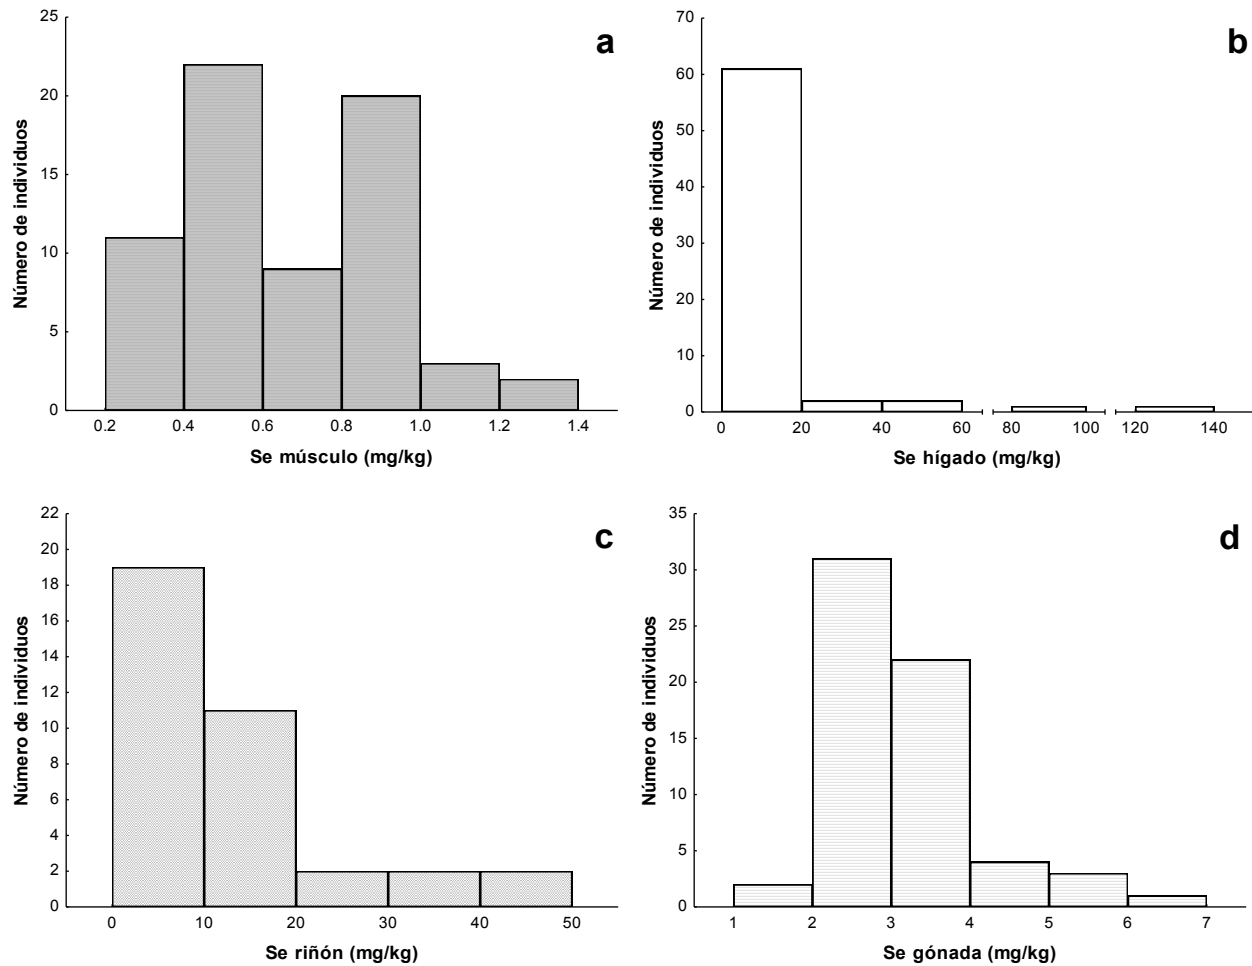 a
Número de individuos
25
20
15
10
5
0
0.2 0.4 0.6 0.8 1.0 1.2 1.4
Se músculo (mg/kg)
b
Número de individuos
70
60
50
40
30
20
10
0
0 20 40 60 80 100 120 140
Se hígado (mg/kg)
c
Número de individuos
22
20
18
16
14
12
10
8
6
4
2
0
0 10 20 30 40 50
Se riñón (mg/kg)
d
Número de individuos
35
30
25
20
15
10
5
0
1 2 3 4 5 6 7
Se gónada (mg/kg)